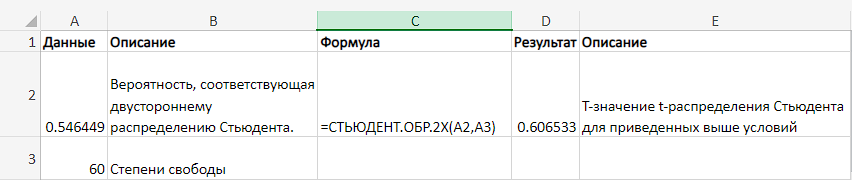 A B C D E
1 Данные Описание Формула Результат Описание
Вероятность, соответствующая
двустороннему
распределению Стьюдента.
2 0.546449 =СТЬЮДЕНТ.ОБР.2Х(A2,A3) 0.606533
Т-значение t-распределения Стьюдента
для приведенных выше условий
3 60 Степени свободы